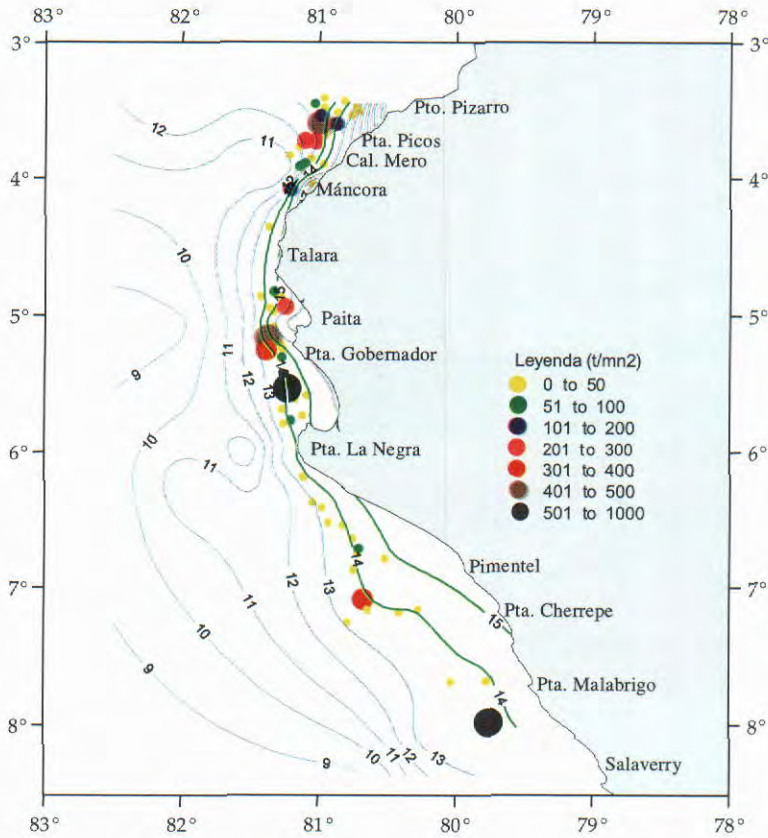 83° 82° 81° 80° 79° 78°
3° 3°
12
Pto. Pizarro
11
Pta. Picos
Cal. Mero
14
4° 4°
Máncora
10
Talara
15
Paita
5° 5°
11
Pta. Gobernador
9
12
14
13
Leyenda (t/mn2)
0 to 50
51 to 100
101 to 200
201 to 300
301 to 400
401 to 500
501 to 1000
10
Pta. La Negra
6° 6°
11
14
Pimentel
12
13
7° 7°
11
Pta. Cherrepe
15
10
9
Pta. Malabrigo
14
8° 8°
13
12
11
10
9
Salaverry
83° 82° 81° 80° 79° 78°